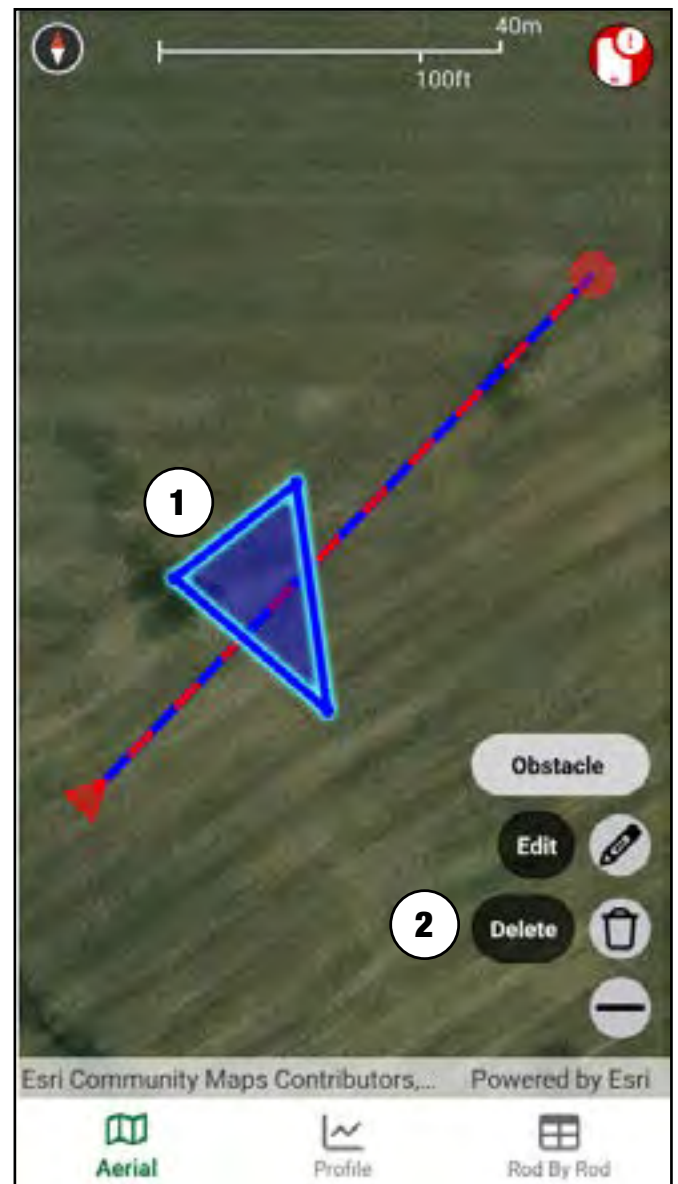 40m
100ft
!
1
Obstacle
Edit
2
Delete
Esri Community Maps Contributors,...
Powered by Esri
Aerial
Profile
Rod By Rod